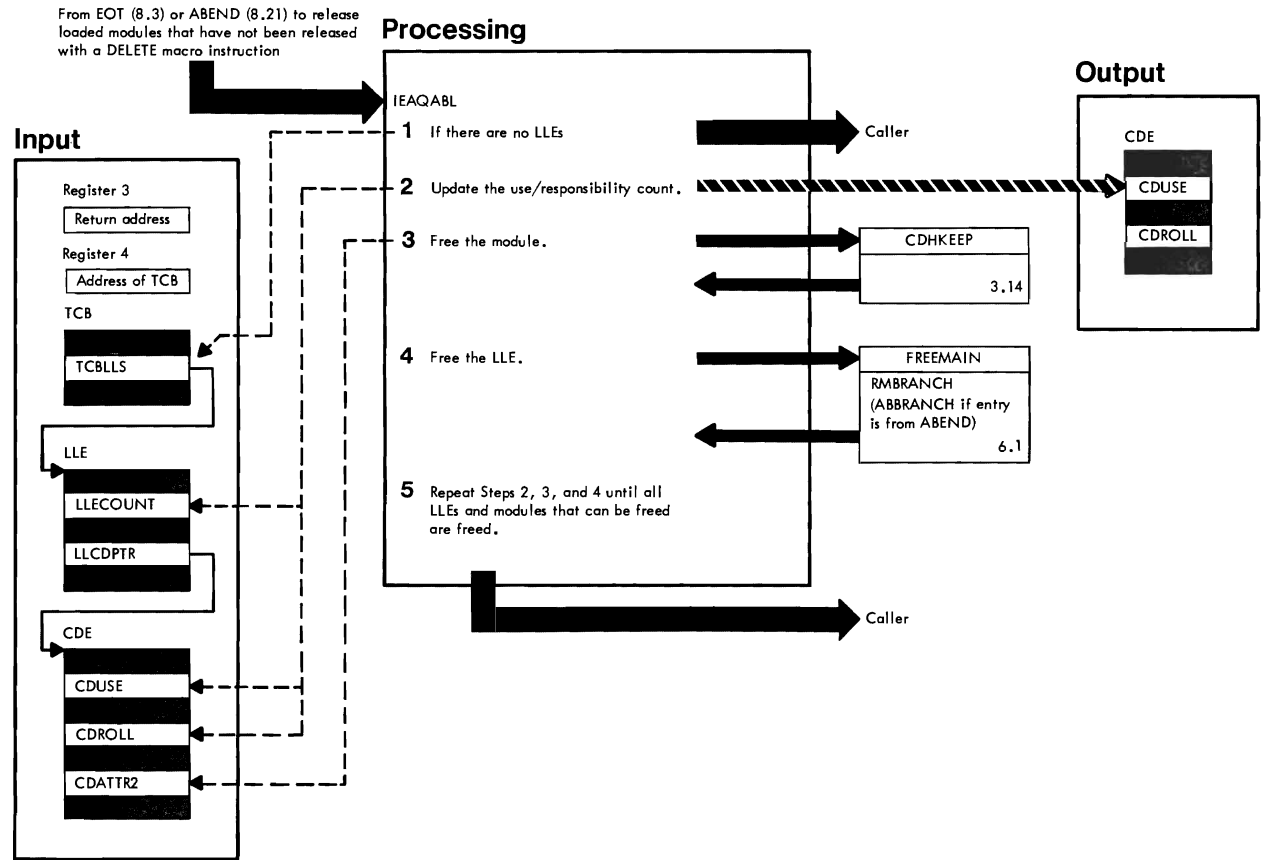 From EOT (8.3) or ABEND (8.21) to release
loaded modules that have not been released
with a DELETE macro instruction
Processing
IEAQABL
1 If there are no LLEs
Caller
2 Update the use/responsibility count.
3 Free the module.
CDHKEEP
3.14
4 Free the LLE.
FREEMAIN
RMBRANCH
(ABBRANCH if entry
is from ABEND)
6.1
5 Repeat Steps 2, 3, and 4 until all
LLEs and modules that can be freed
are freed.
Caller
Input
Register 3
Return address
Register 4
Address of TCB
TCB
TCBLLS
LLE
LLECOUNT
LLCDPTR
CDE
CDUSE
CDROLL
CDATTR2
Output
CDE
CDUSE
CDROLL